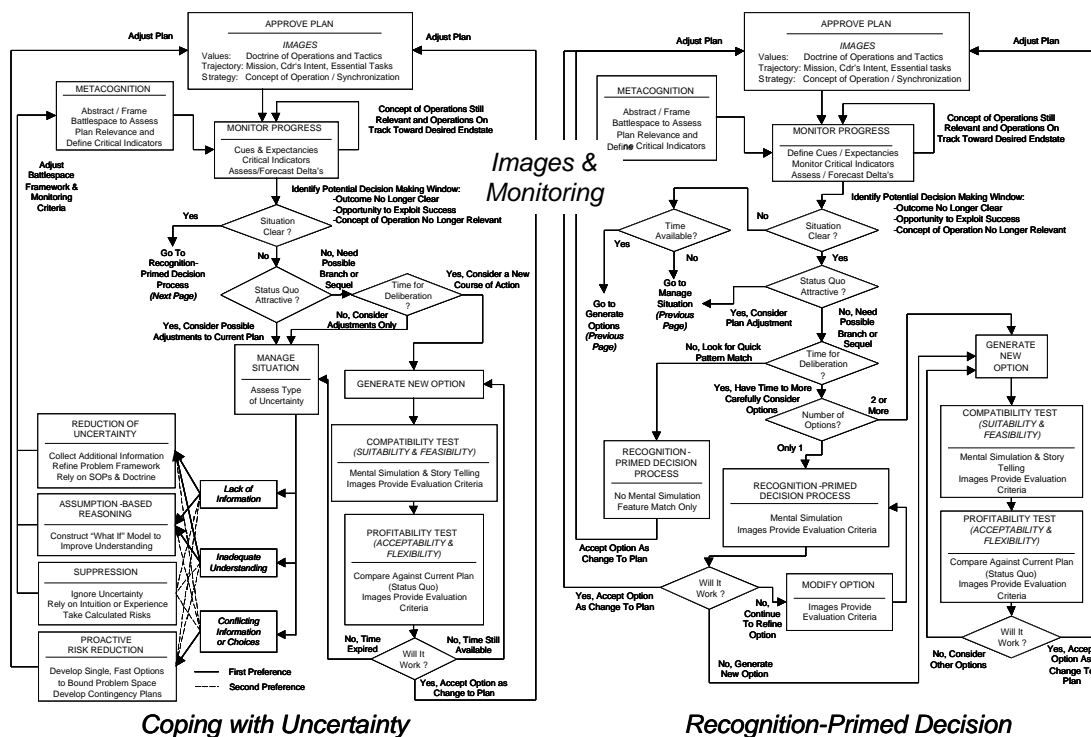 Adjust Plan
APPROVE PLAN
IMAGES
Values: Doctrine of Operations and Tactics
Trajectory: Mission, Cdr's Intent, Essential Tasks
Strategy: Concept of Operation / Synchronization
Adjust Plan
METACOGNITION
Abstract / Frame
Battlespace to Assess
Plan Relevance and
Define Critical Indicators
Concept of Operations Still
Relevant and Operations On
Track Toward Desired Endstate
MONITOR PROGRESS
Cues & Expectancies
Critical Indicators
Assess/Forecast Delta's
Adjust
Battlespace
Framework &
Monitoring
Criteria
Identify Potential Decision Making Window:
-Outcome No Longer Clear
-Opportunity to Exploit Success
-Concept of Operation No Longer Relevant
Yes
Situation
Clear ?
Go To
Recognition-
Primed Decision
Process
(Next Page)
No
No, Need
Possible
Branch or
Sequel
Yes, Consider a New
Course of Action
Status Quo
Attractive ?
Time for
Deliberation
?
Yes, Consider Possible
Adjustments to Current Plan
No, Consider
Adjustments Only
MANAGE
SITUATION
Assess Type
of Uncertainty
GENERATE NEW OPTION
REDUCTION OF
UNCERTAINTY
Collect Additional Information
Refine Problem Framework
Rely on SOPs & Doctrine
ASSUMPTION -BASED
REASONING
Construct "What If" Model to
Improve Understanding
SUPPRESSION
Ignore Uncertainty
Rely on Intuition or Experience
Take Calculated Risks
PROACTIVE
RISK REDUCTION
Develop Single, Fast Options
to Bound Problem Space
Develop Contingency Plans
Lack of
Information
Inadequate
Understanding
Conflicting
Information
or Choices
First Preference
Second Preference
COMPATIBILITY TEST
(SUITABILITY & FEASIBILITY)
Mental Simulation & Story Telling
Images Provide Evaluation Criteria
PROFITABILITY TEST
(ACCEPTABILITY &
FLEXIBILITY)
Compare Against Current Plan
(Status Quo)
Images Provide Evaluation
Criteria
No, Time
Expired
Will It
Work ?
No, Time Still
Available
Yes, Accept Option as
Change to Plan
Coping with Uncertainty
Images &
Monitoring
Adjust Plan
APPROVE PLAN
IMAGES
Values: Doctrine of Operations and Tactics
Trajectory: Mission, Cdr's Intent, Essential tasks
Strategy: Concept of Operation / Synchronization
Adjust Plan
METACOGNITION
Abstract / Frame
Battlespace to Assess
Plan Relevance and
Define Critical Indicators
Concept of Operations Still
Relevant and Operations On
Track Toward Desired Endstate
MONITOR PROGRESS
Define Cues / Expectancies
Monitor Critical Indicators
Assess / Forecast Delta's
Identify Potential Decision Making Window:
-Outcome No Longer Clear
-Opportunity to Exploit Success
-Concept of Operation No Longer Relevant
Time
Available?
No
Situation
Clear ?
Yes
No
Yes
Go to
Generate
Options
(Previous
Page)
Go to
Manage
Situation
(Previous
Page)
Status Quo
Attractive ?
Yes, Consider
Plan Adjustment
No, Need
Possible
Branch or
Sequel
No, Look for Quick
Pattern Match
Time for
Deliberation
?
Yes, Have Time to More
Carefully Consider
Options
Number of
Options?
2 or
More
Only 1
GENERATE
NEW
OPTION
RECOGNITION-
PRIMED DECISION
PROCESS
No Mental Simulation
Feature Match Only
RECOGNITION -PRIMED
DECISION PROCESS
Mental Simulation
Images Provide Evaluation Criteria
COMPATIBILITY TEST
(SUITABILITY &
FEASIBILITY)
Mental Simulation & Story
Telling
Images Provide Evaluation
Criteria
PROFITABILITY TEST
(ACCEPTABILITY &
FLEXIBILITY)
Compare Against Current Plan
(Status Quo)
Images Provide Evaluation
Criteria
Accept Option As
Change To Plan
Yes, Accept Option
As Change To Plan
Will It
Work ?
No,
Continue
To Refine
Option
MODIFY OPTION
Images Provide
Evaluation Criteria
No, Generate
New Option
No, Consider
Other Options
Will It
Work ?
Yes, Accept
Option As
Change To
Plan
Recognition-Primed Decision